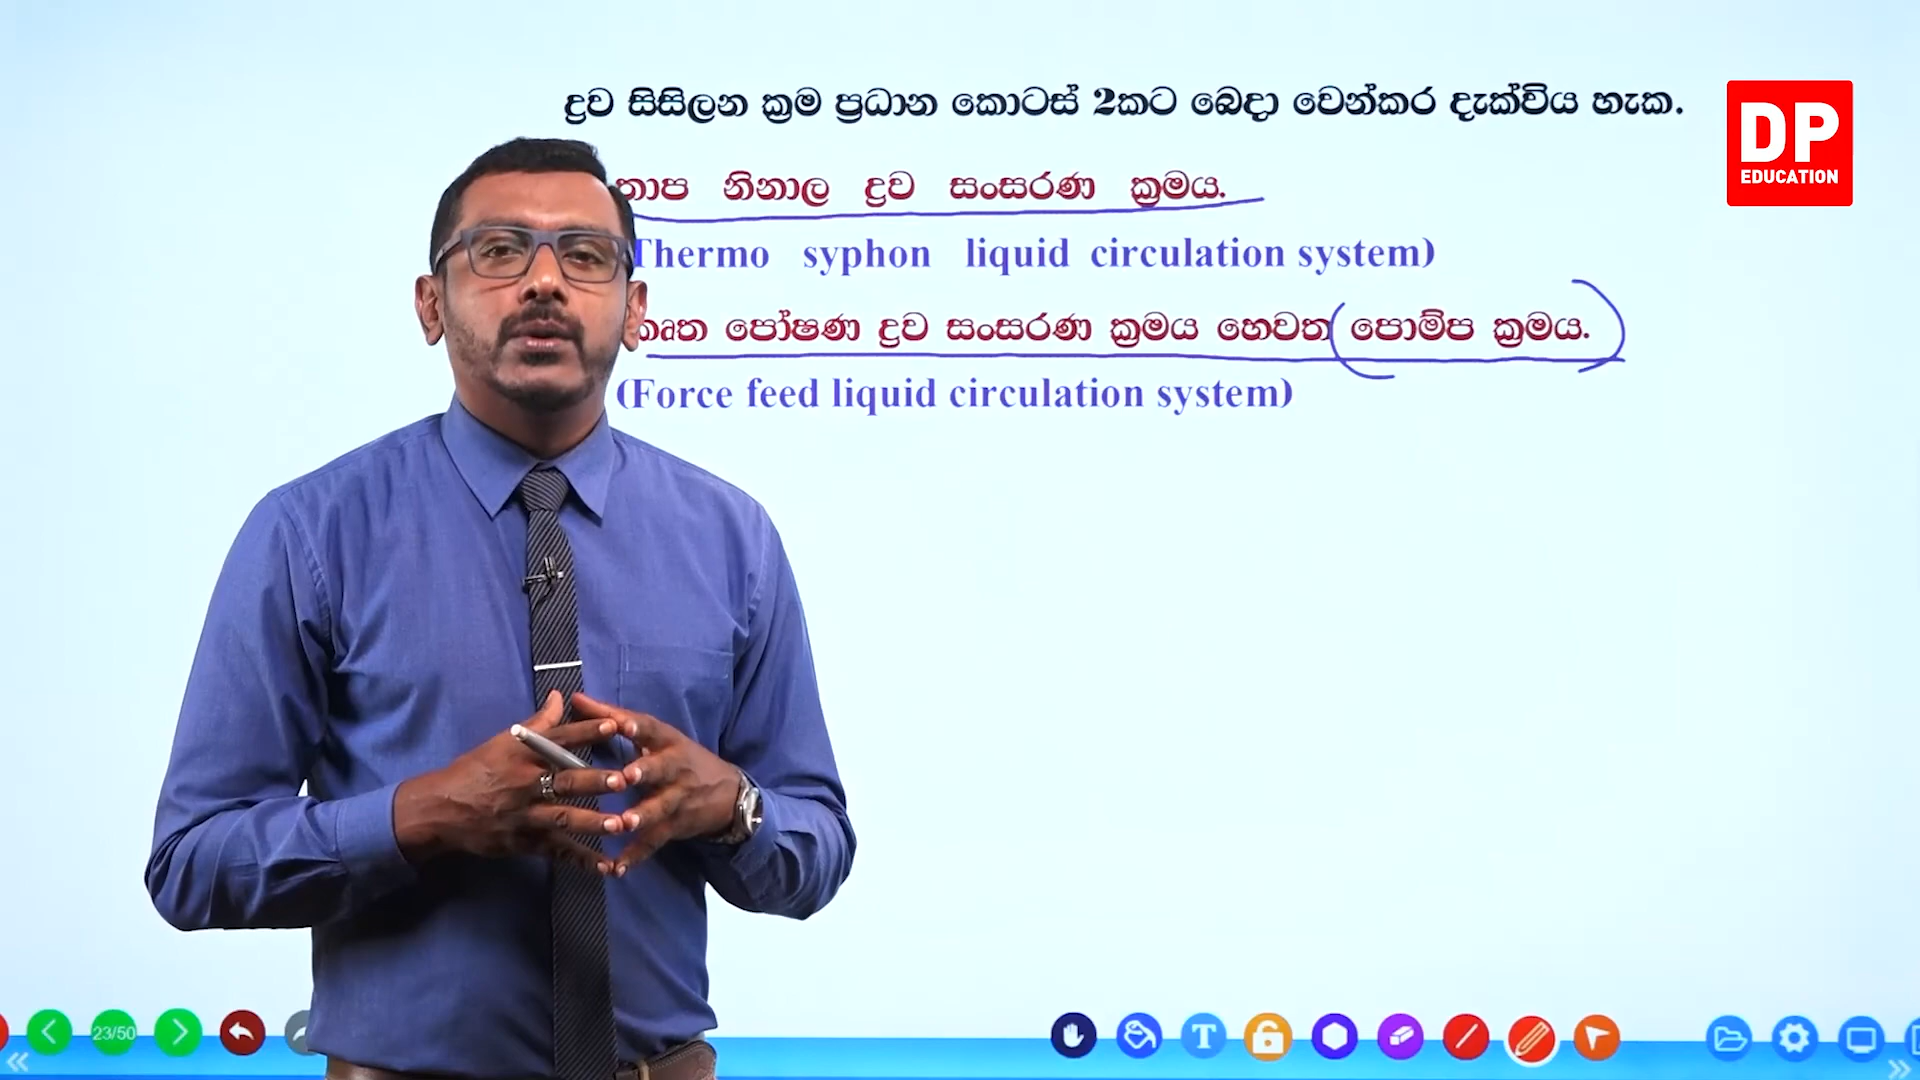 ද්‍රව සිසිලන ක්‍රම ප්‍රධාන කොටස් 2කට බෙදා වෙන්කර දැක්විය හැක.
තාප නිනාල ද්‍රව සංසරණ ක්‍රමය.
(Thermo syphon liquid circulation system)
කෘත පෝෂණ ද්‍රව සංසරණ ක්‍රමය හෙවත් පොම්ප ක්‍රමය.
(Force feed liquid circulation system)
DP
EDUCATION
23/50
T